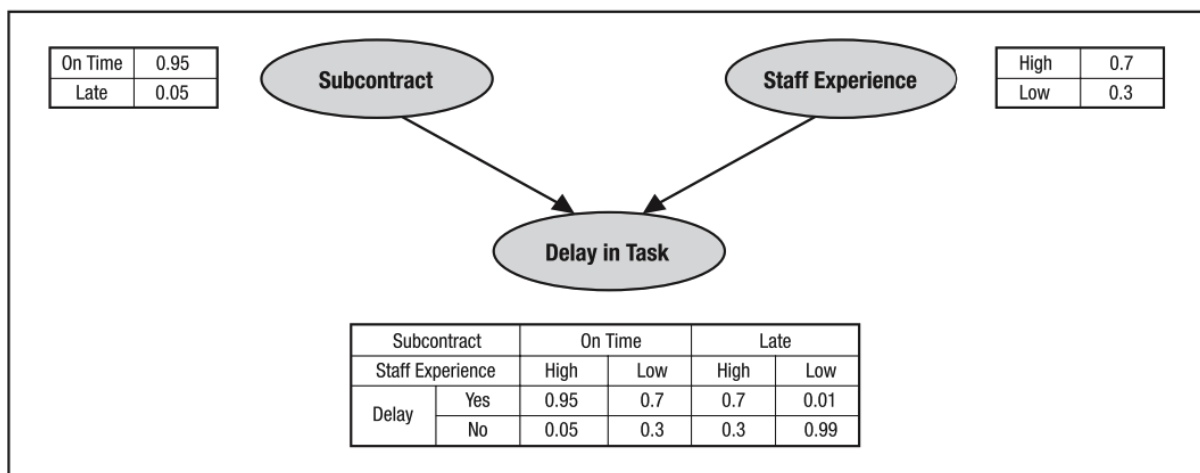 On Time 0.95
Late 0.05
Subcontract
Staff Experience
High 0.7
Low 0.3
Delay in Task
Subcontract On Time Late
Staff Experience High Low High Low
Delay Yes 0.95 0.7 0.7 0.01
No 0.05 0.3 0.3 0.99